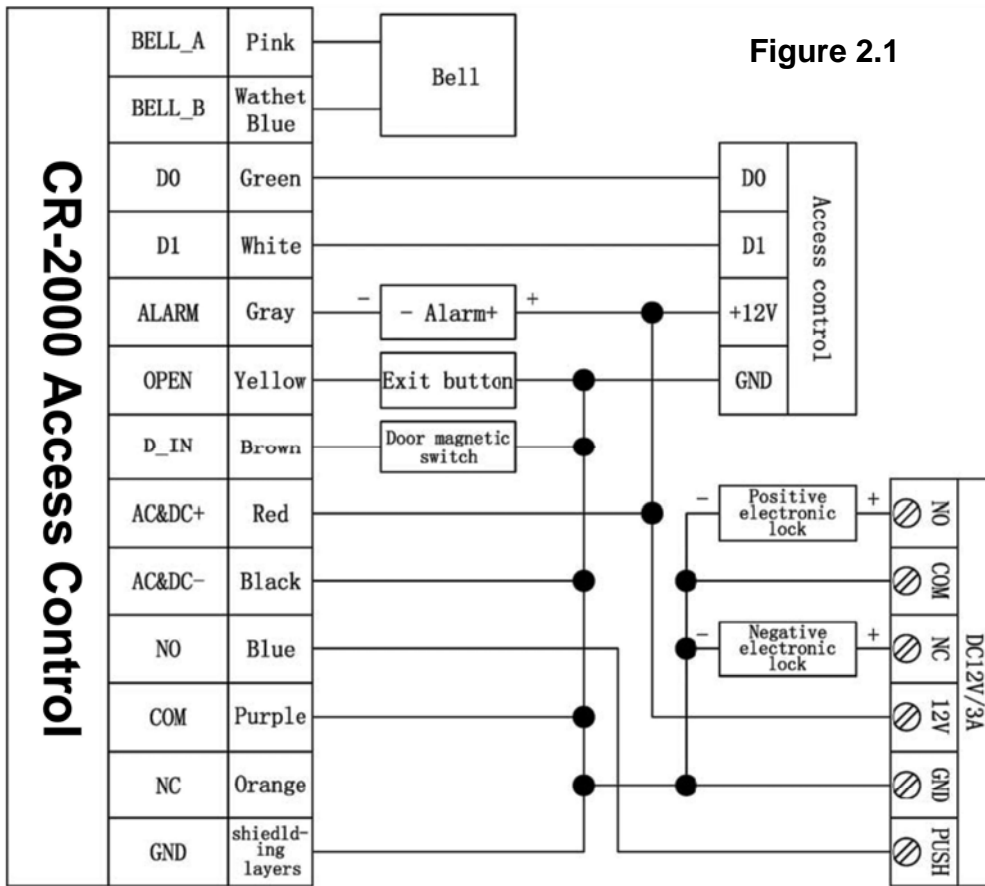 Figure 2.1
CR-2000 Access Control
BELL_A Pink
BELL_B Wathet
Blue
Bell
D0 Green
D1 White
ALARM Gray
OPEN Yellow
D_IN Brown
AC&DC+ Red
AC&DC- Black
NO Blue
COM Purple
NC Orange
GND shiedld-
ing
layers
- - Alarm+ +
Exit button
Door magnetic
switch
D0
D1
+12V
GND
Access control
- Positive +
electronic
lock
- Negative +
electronic
lock
NO
COM
NC
12V
GND
PUSH
DC12V/3A